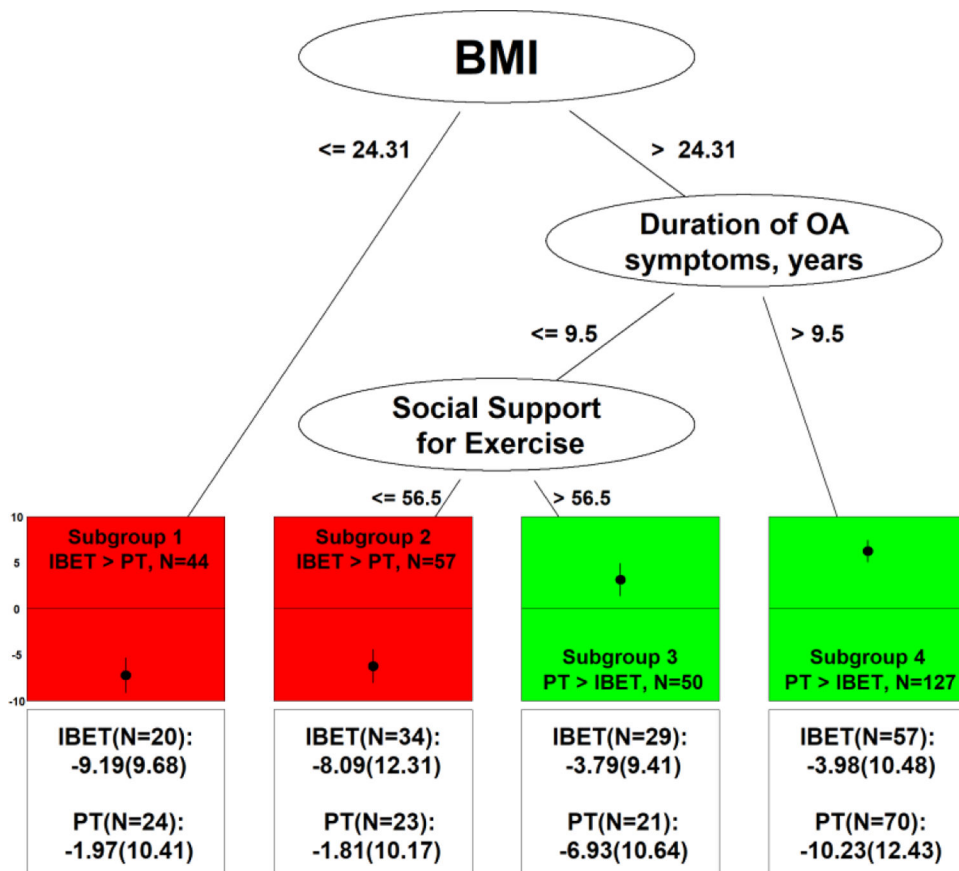 BMI
<= 24.31
> 24.31
Duration of OA
symptoms, years
<= 9.5
> 9.5
Social Support
for Exercise
<= 56.5
> 56.5
10
5
0
-5
-10
Subgroup 1
IBET > PT, N=44
Subgroup 2
IBET > PT, N=57
Subgroup 3
PT > IBET, N=50
Subgroup 4
PT > IBET, N=127
IBET(N=20):
-9.19(9.68)
PT(N=24):
-1.97(10.41)
IBET(N=34):
-8.09(12.31)
PT(N=23):
-1.81(10.17)
IBET(N=29):
-3.79(9.41)
PT(N=21):
-6.93(10.64)
IBET(N=57):
-3.98(10.48)
PT(N=70):
-10.23(12.43)